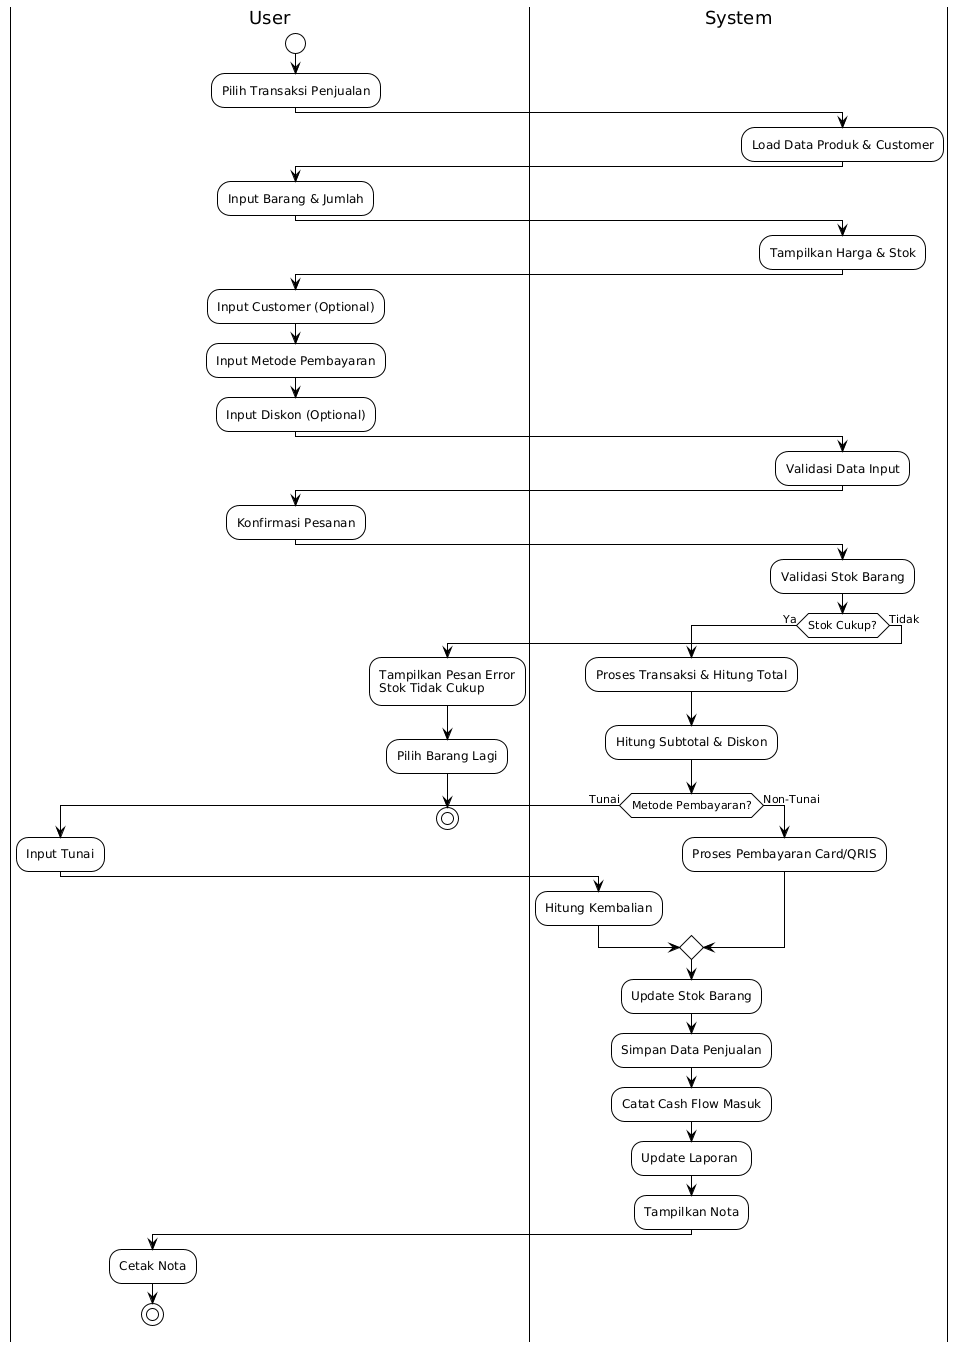 User
System
Pilih Transaksi Penjualan
Load Data Produk & Customer
Input Barang & Jumlah
Tampilkan Harga & Stok
Input Customer (Optional)
Input Metode Pembayaran
Input Diskon (Optional)
Validasi Data Input
Konfirmasi Pesanan
Validasi Stok Barang
Ya
Stok Cukup?
Tidak
Tampilkan Pesan Error
Stok Tidak Cukup
Proses Transaksi & Hitung Total
Hitung Subtotal & Diskon
Pilih Barang Lagi
Tunai
Metode Pembayaran?
Non-Tunai
Input Tunai
Proses Pembayaran Card/QRIS
Hitung Kembalian
Update Stok Barang
Simpan Data Penjualan
Catat Cash Flow Masuk
Update Laporan
Tampilkan Nota
Cetak Nota